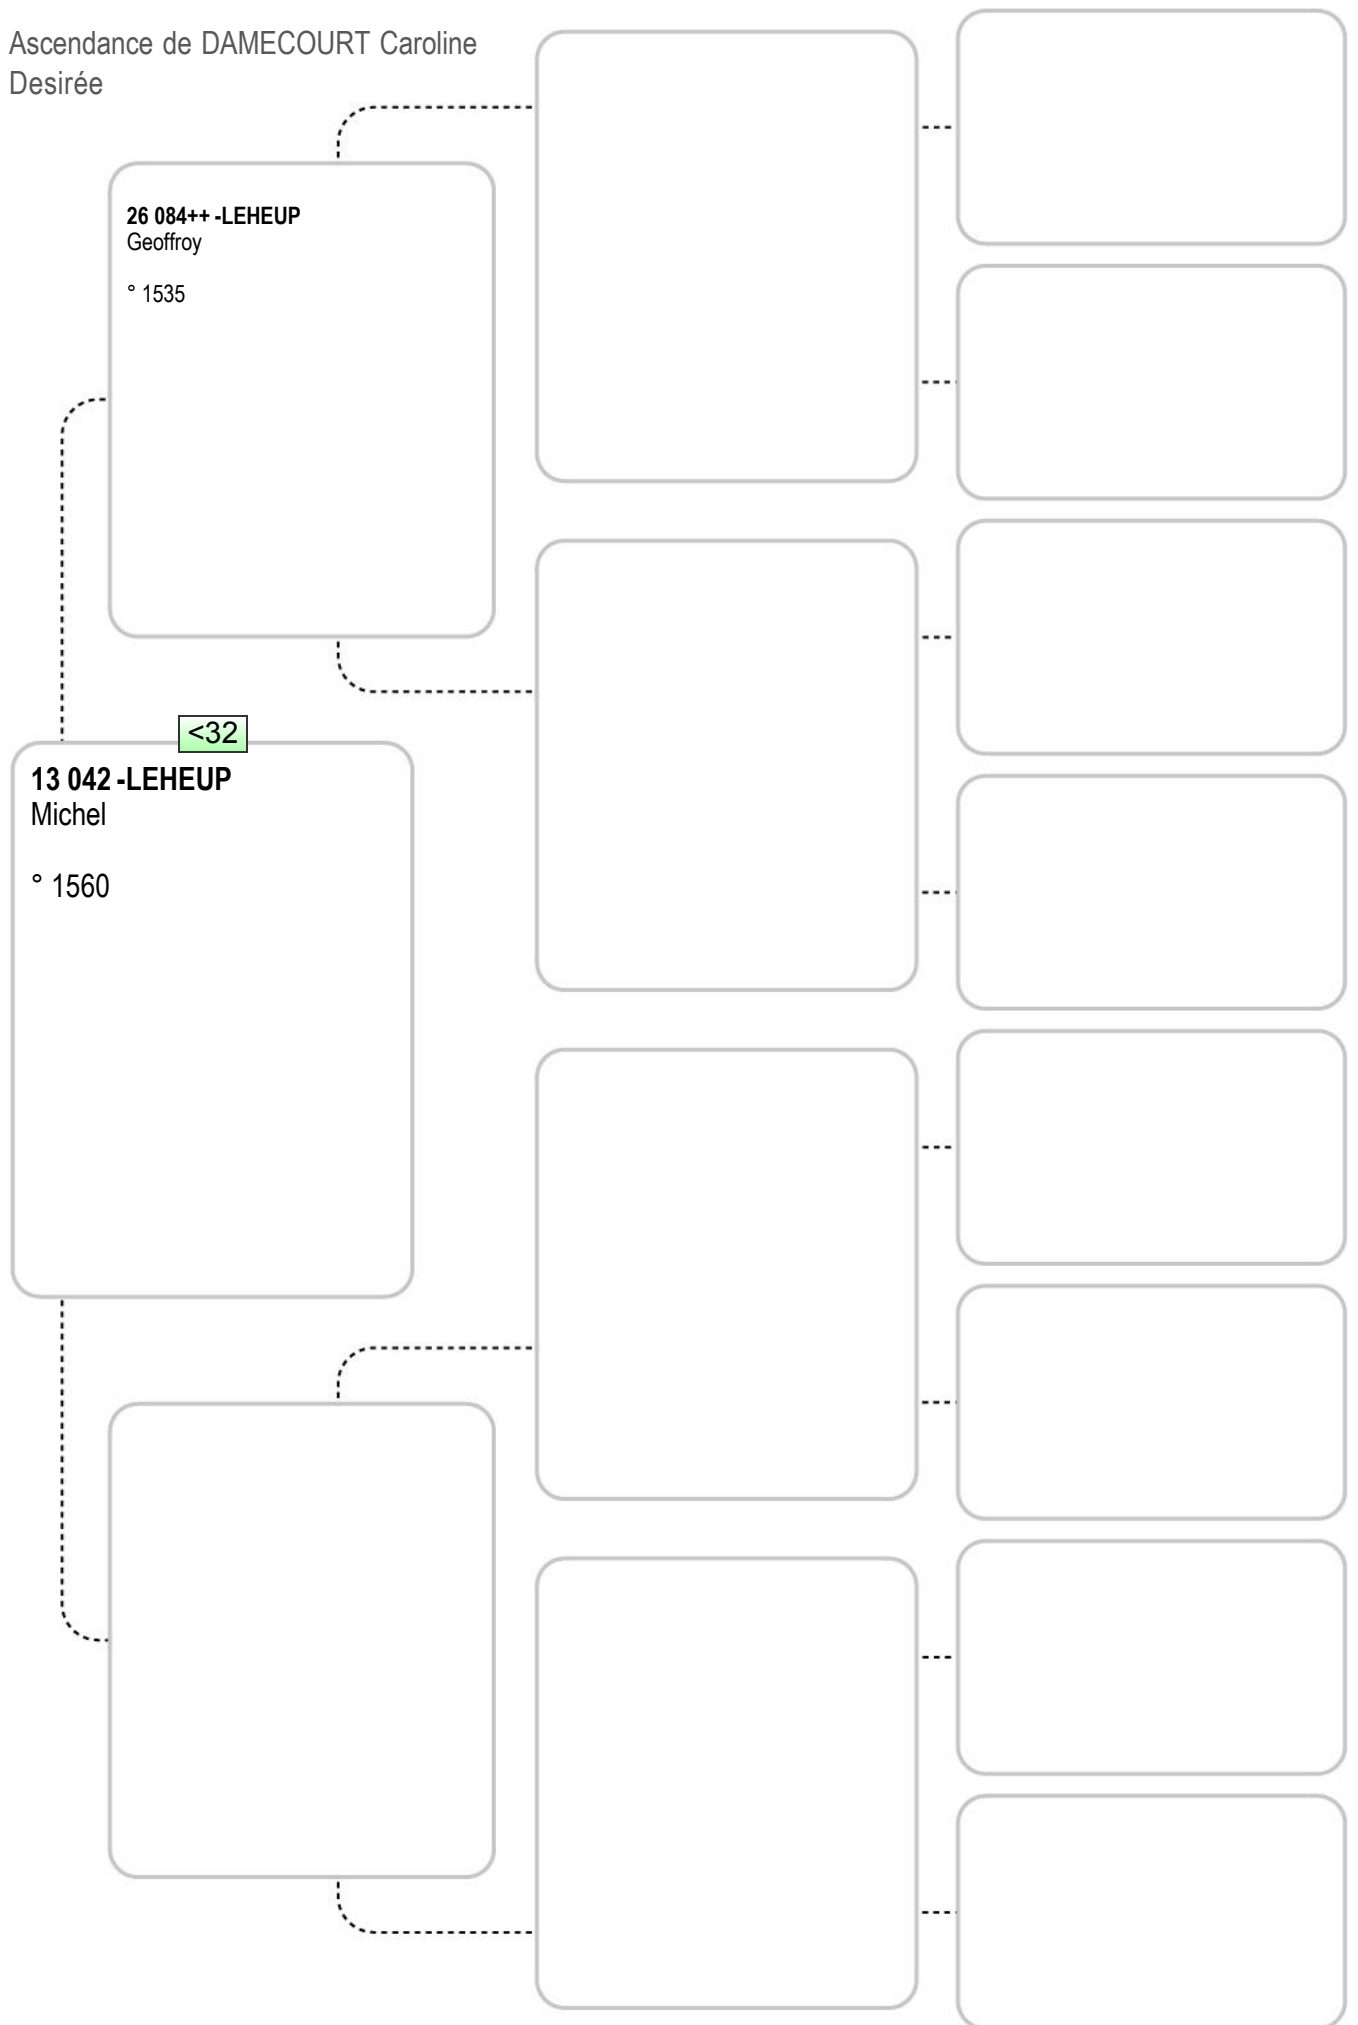 Ascendance de DAMECOURT Caroline
Desirée
26 084++ -LEHEUP
Geoffroy
° 1535
<32
13 042 -LEHEUP
Michel
° 1560